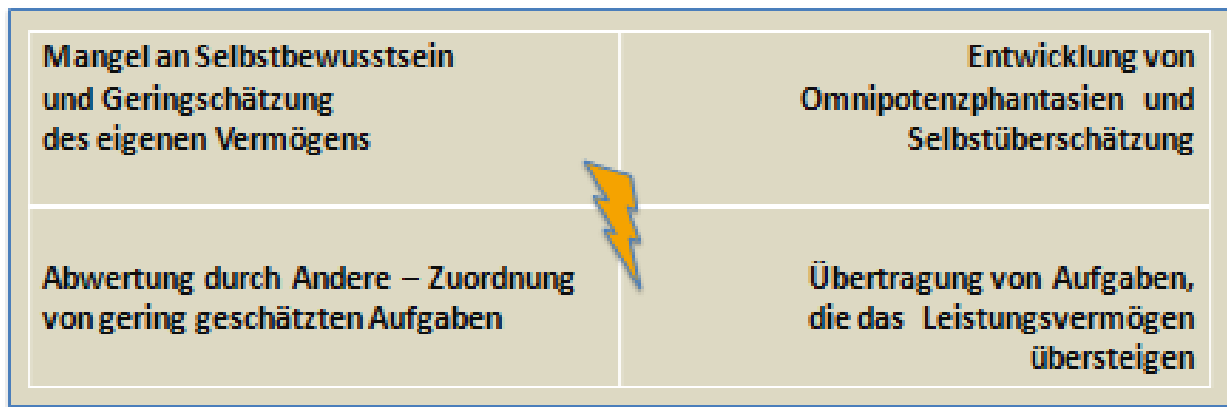 Mangel an Selbstbewusstsein
und Geringschätzung
des eigenen Vermögens
Entwicklung von
Omnipotenzphantasien und
Selbstüberschätzung
Abwertung durch Andere – Zuordnung
von gering geschätzten Aufgaben
Übertragung von Aufgaben,
die das Leistungsvermögen
übersteigen